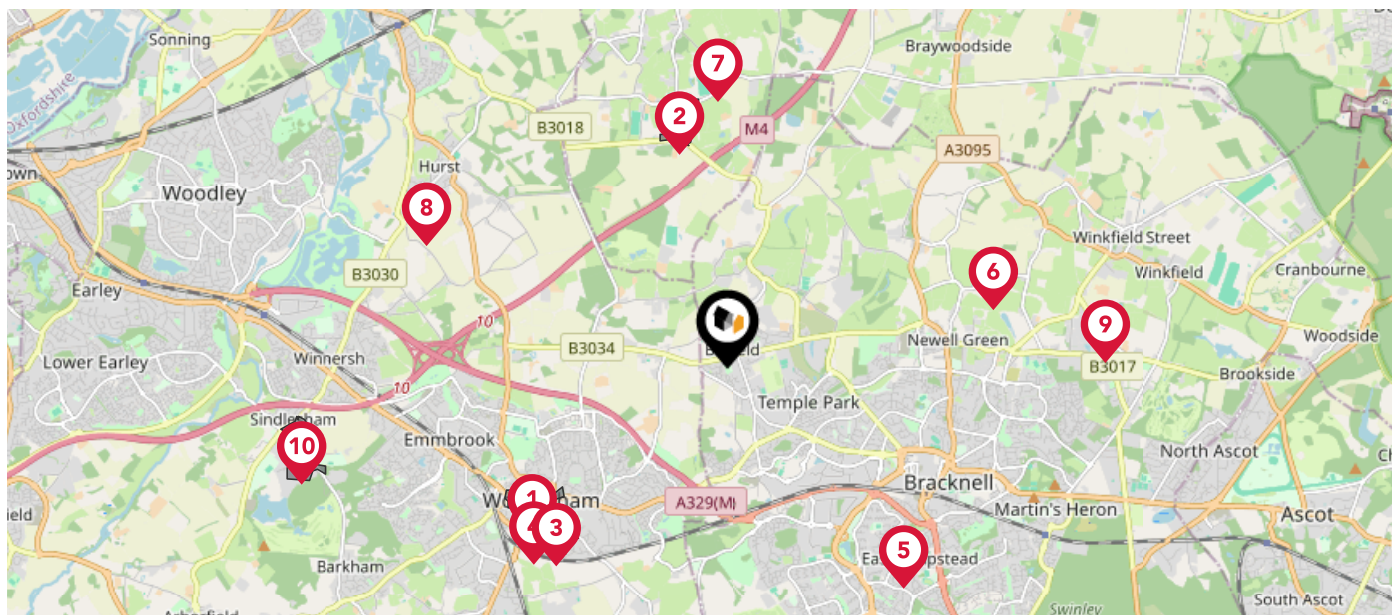 Sonning
Braywoodside
Oxfordshire
7
2
B3018
M4
A3095
Hurst
Woodley
8
Winkfield Street
B3030
6
Winkfield
Cranbourne
Earley
10
9
Woodside
B3034
Newell Green
Lower Earley
Winnersh
B3017
Brookside
10
Temple Park
Sindlesham
10
Emmbrook
North Ascot
Bracknell
1
A329(M)
Martin's Heron
Ascot
3
5
Barkham
South Ascot
Swinley